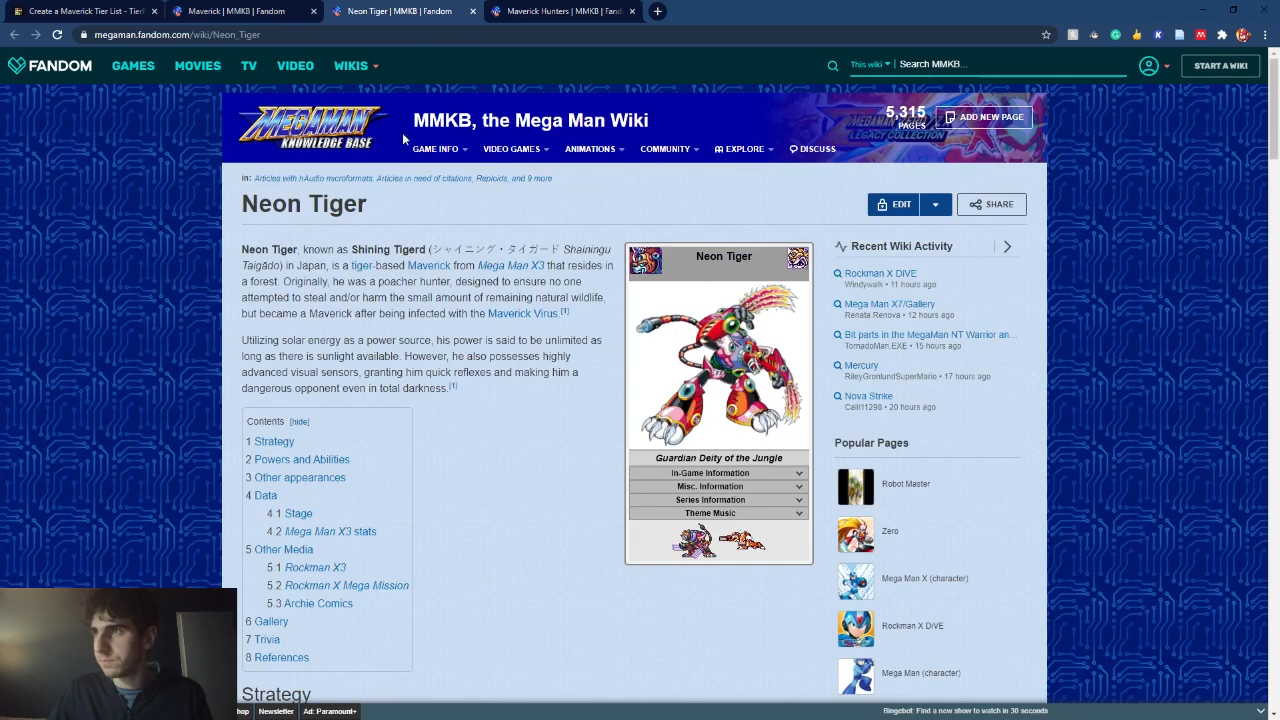 Create a Maverick Tier List - Tierl
Maverick | MMKB | Fandom
Neon Tiger | MMKB | Fandom
Maverick Hunters | MMKB | Fandom
megaman.fandom.com/wiki/Neon_Tiger
FANDOM
GAMES
MOVIES
TV
VIDEO
WIKIS
This wiki
Search MMKB...
START A WIKI
MEGAMAN
KNOWLEDGE BASE
MMKB, the Mega Man Wiki
5,315
PAGES
ADD NEW PAGE
GAME INFO
VIDEO GAMES
ANIMATIONS
COMMUNITY
EXPLORE
DISCUSS
in: Articles with hAudio microformats, Articles in need of citations, Reploids, and 9 more
Neon Tiger
EDIT
SHARE
Neon Tiger, known as Shining Tigerd (シャイニング・タイガード Shainingu
Taigādo) in Japan, is a tiger-based Maverick from Mega Man X3 that resides in
a forest. Originally, he was a poacher hunter, designed to ensure no one
attempted to steal and/or harm the small amount of remaining natural wildlife,
but became a Maverick after being infected with the Maverick Virus.[1]
Utilizing solar energy as a power source, his power is said to be unlimited as
long as there is sunlight available. However, he also possesses highly
advanced visual sensors, granting him quick reflexes and making him a
dangerous opponent even in total darkness.[1]
Contents [hide]
1 Strategy
2 Powers and Abilities
3 Other appearances
4 Data
4.1 Stage
4.2 Mega Man X3 stats
5 Other Media
5.1 Rockman X3
5.2 Rockman X Mega Mission
5.3 Archie Comics
6 Gallery
7 Trivia
8 References
Strategy
Neon Tiger
Guardian Deity of the Jungle
In-Game Information
Misc. Information
Series Information
Theme Music
Recent Wiki Activity
Rockman X DiVE
Windywalk • 11 hours ago
Mega Man X7/Gallery
Renata Renova • 12 hours ago
Bit parts in the MegaMan NT Warrior an...
TornadoMan.EXE • 15 hours ago
Mercury
RileyGronlundSuperMario • 17 hours ago
Nova Strike
Caili11298 • 20 hours ago
Popular Pages
Robot Master
Zero
Mega Man X (character)
Rockman X DiVE
Mega Man (character)
hop
Newsletter
Ad: Paramount+
Bingebot: Find a new show to watch in 30 seconds